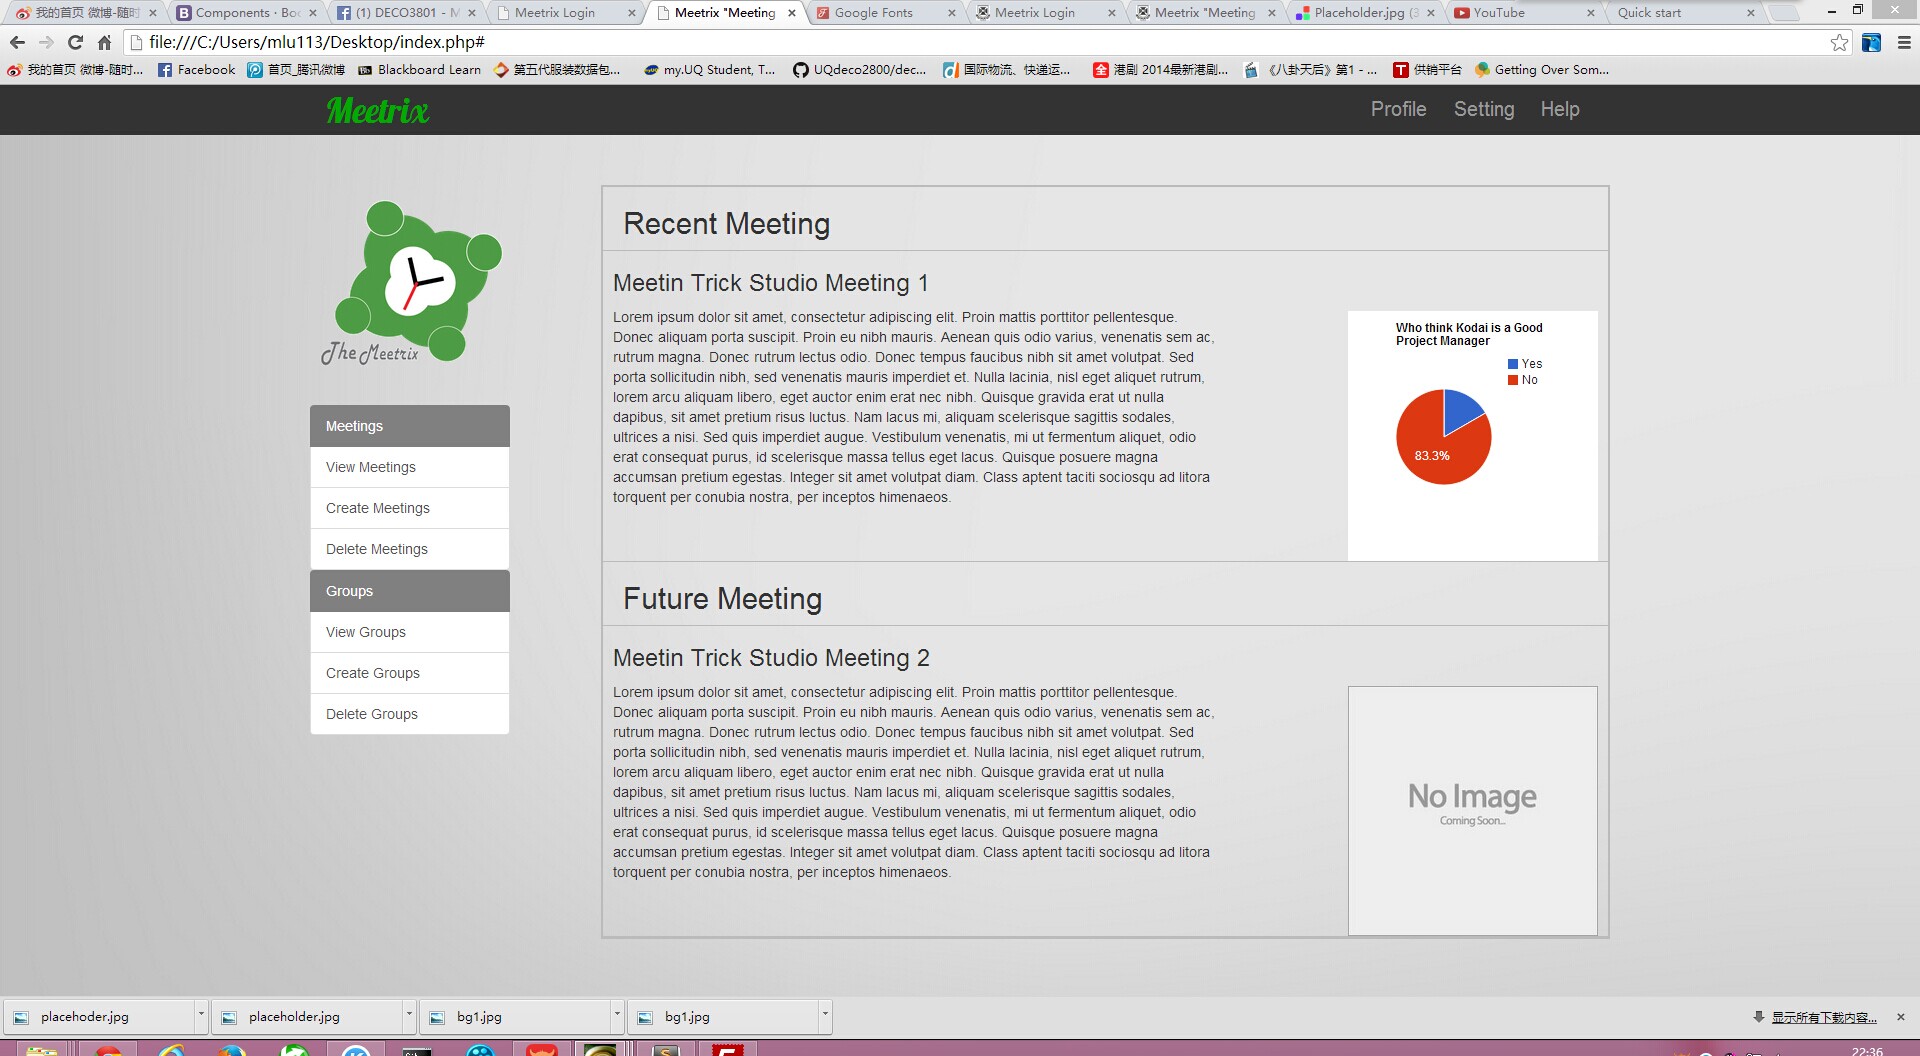 我的首页 微博-随时
Components · Boo
(1) DECO3801 - M
Meetrix Login
Meetrix "Meeting
Google Fonts
Meetrix Login
Meetrix "Meeting
Placeholder.jpg (3
YouTube
Quick start
file:///C:/Users/mlu113/Desktop/index.php#
我的首页 微博-随时...
Facebook
首页_腾讯微博
Blackboard Learn
第五代服装数据包...
my.UQ Student, T...
UQdeco2800/dec...
国际物流、快递运...
港剧 2014最新港剧...
《八卦天后》第1 - ...
供销平台
Getting Over Som...
Meetrix
Profile
Setting
Help
The Meetrix
Meetings
View Meetings
Create Meetings
Delete Meetings
Groups
View Groups
Create Groups
Delete Groups
Recent Meeting
Meetin Trick Studio Meeting 1
Lorem ipsum dolor sit amet, consectetur adipiscing elit. Proin mattis porttitor pellentesque.
Donec aliquam porta suscipit. Proin eu nibh mauris. Aenean quis odio varius, venenatis sem ac,
rutrum magna. Donec rutrum lectus odio. Donec tempus faucibus nibh sit amet volutpat. Sed
porta sollicitudin nibh, sed venenatis mauris imperdiet et. Nulla lacinia, nisl eget aliquet rutrum,
lorem arcu aliquam libero, eget auctor enim erat nec nibh. Quisque gravida erat ut nulla
dapibus, sit amet pretium risus luctus. Nam lacus mi, aliquam scelerisque sagittis sodales,
ultrices a nisi. Sed quis imperdiet augue. Vestibulum venenatis, mi ut fermentum aliquet, odio
erat consequat purus, id scelerisque massa tellus eget lacus. Quisque posuere magna
accumsan pretium egestas. Integer sit amet volutpat diam. Class aptent taciti sociosqu ad litora
torquent per conubia nostra, per inceptos himenaeos.
Who think Kodai is a Good
Project Manager
Yes
No
83.3%
Future Meeting
Meetin Trick Studio Meeting 2
Lorem ipsum dolor sit amet, consectetur adipiscing elit. Proin mattis porttitor pellentesque.
Donec aliquam porta suscipit. Proin eu nibh mauris. Aenean quis odio varius, venenatis sem ac,
rutrum magna. Donec rutrum lectus odio. Donec tempus faucibus nibh sit amet volutpat. Sed
porta sollicitudin nibh, sed venenatis mauris imperdiet et. Nulla lacinia, nisl eget aliquet rutrum,
lorem arcu aliquam libero, eget auctor enim erat nec nibh. Quisque gravida erat ut nulla
dapibus, sit amet pretium risus luctus. Nam lacus mi, aliquam scelerisque sagittis sodales,
ultrices a nisi. Sed quis imperdiet augue. Vestibulum venenatis, mi ut fermentum aliquet, odio
erat consequat purus, id scelerisque massa tellus eget lacus. Quisque posuere magna
accumsan pretium egestas. Integer sit amet volutpat diam. Class aptent taciti sociosqu ad litora
torquent per conubia nostra, per inceptos himenaeos.
No Image
Coming Soon...
placehoder.jpg
placeholder.jpg
bg1.jpg
bg1.jpg
显示所有下载内容...
22:36